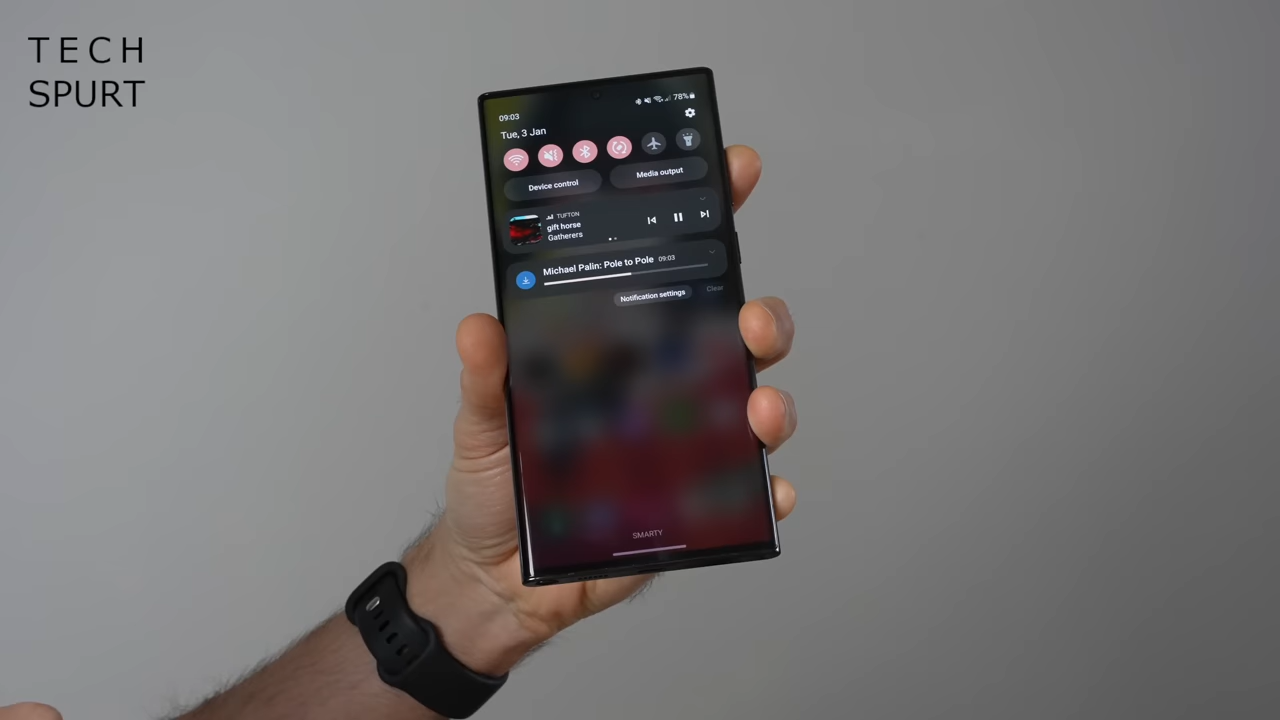 TECH
SPURT
09:03
78%
Tue, 3 Jan
Device control
Media output
TUFTON
gift horse
Gatherers
Michael Palin: Pole to Pole 09:03
Notification settings
Clear
SMARTY